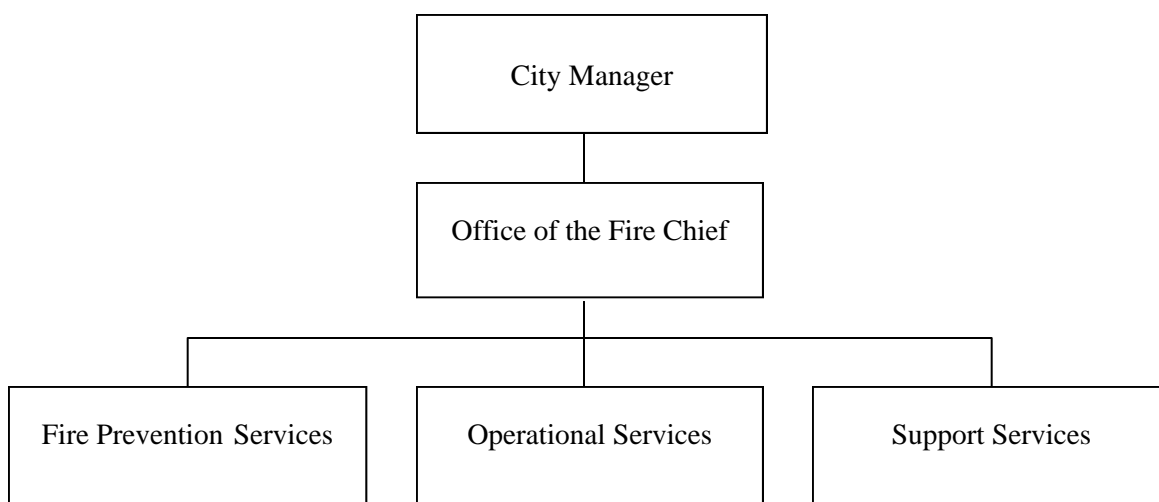 City Manager
Office of the Fire Chief
Fire Prevention Services
Operational Services
Support Services